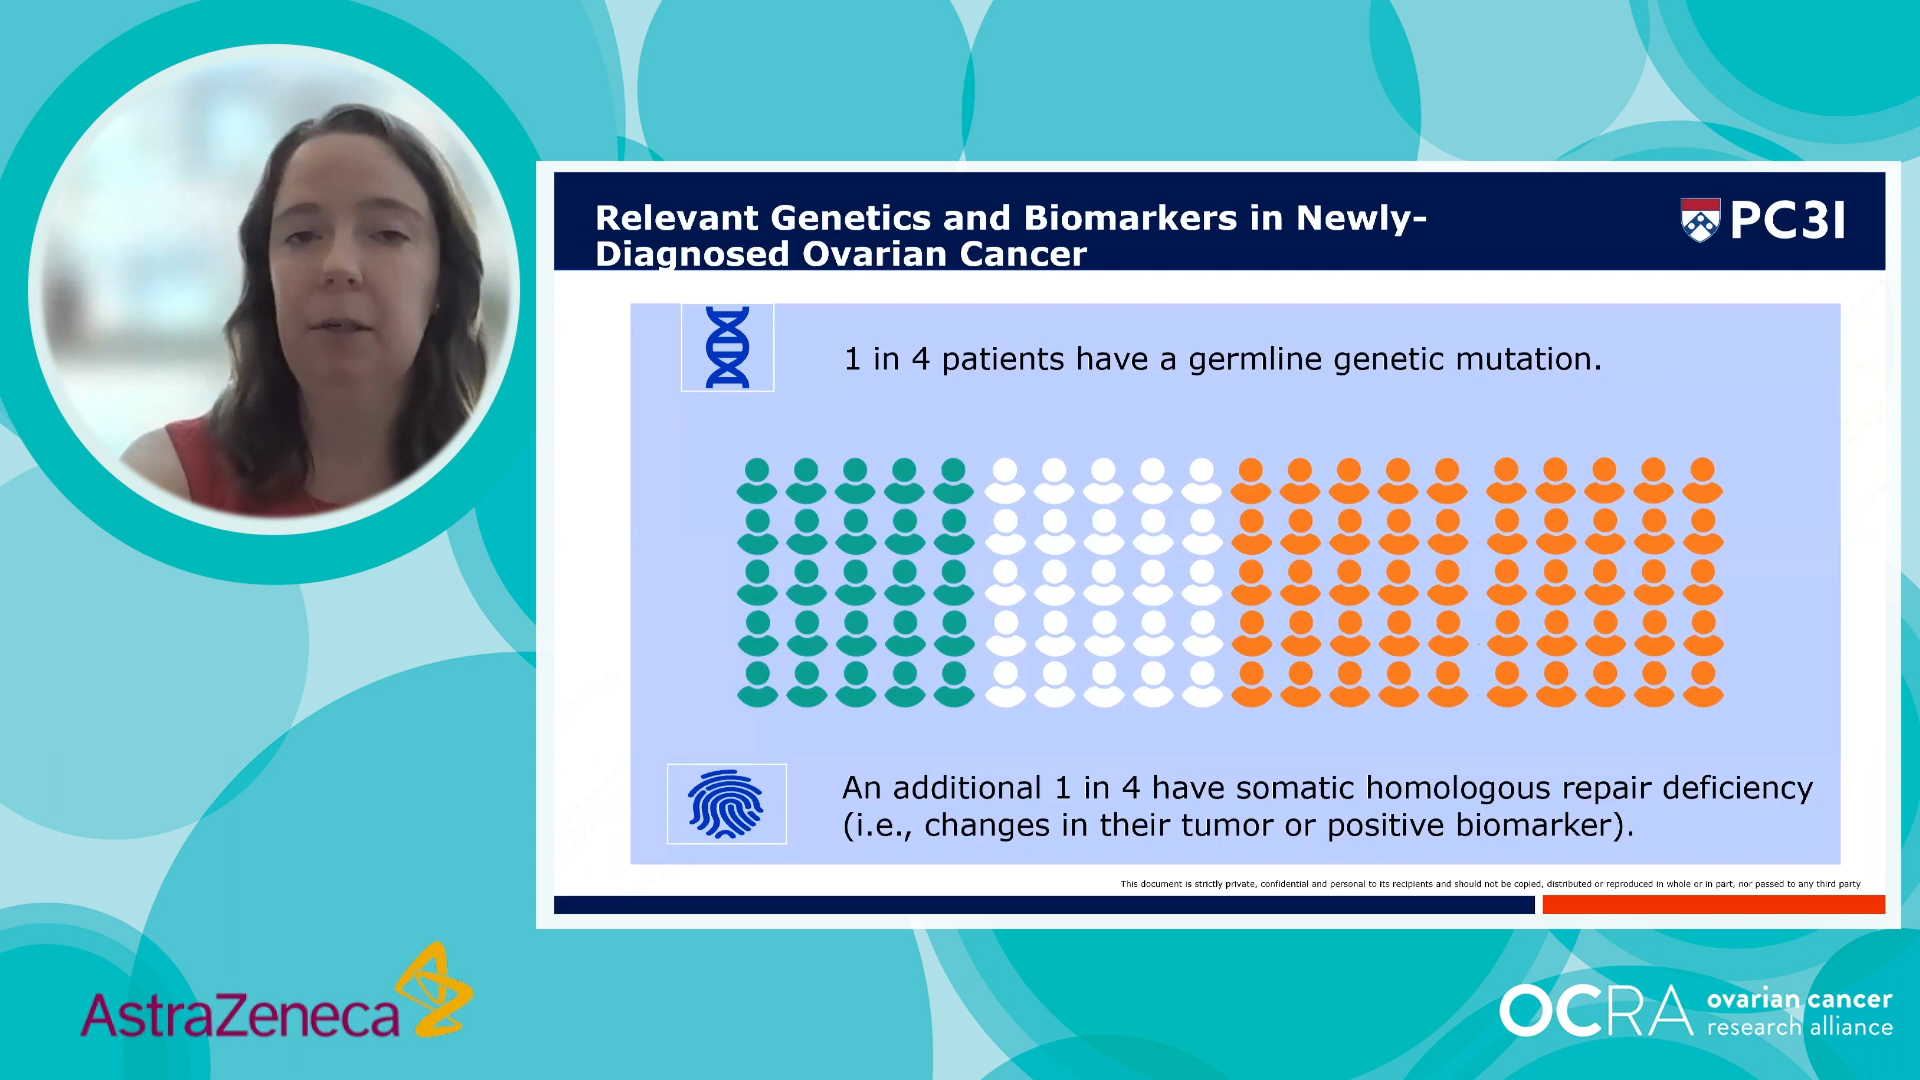 Relevant Genetics and Biomarkers in Newly-
Diagnosed Ovarian Cancer
PC3I
1 in 4 patients have a germline genetic mutation.
An additional 1 in 4 have somatic homologous repair deficiency
(i.e., changes in their tumor or positive biomarker).
This document is strictly private, confidential and personal to its recipients and should not be copied, distributed or reproduced in whole or in part, nor passed to any third party
AstraZeneca
OCRA
ovarian cancer
research alliance